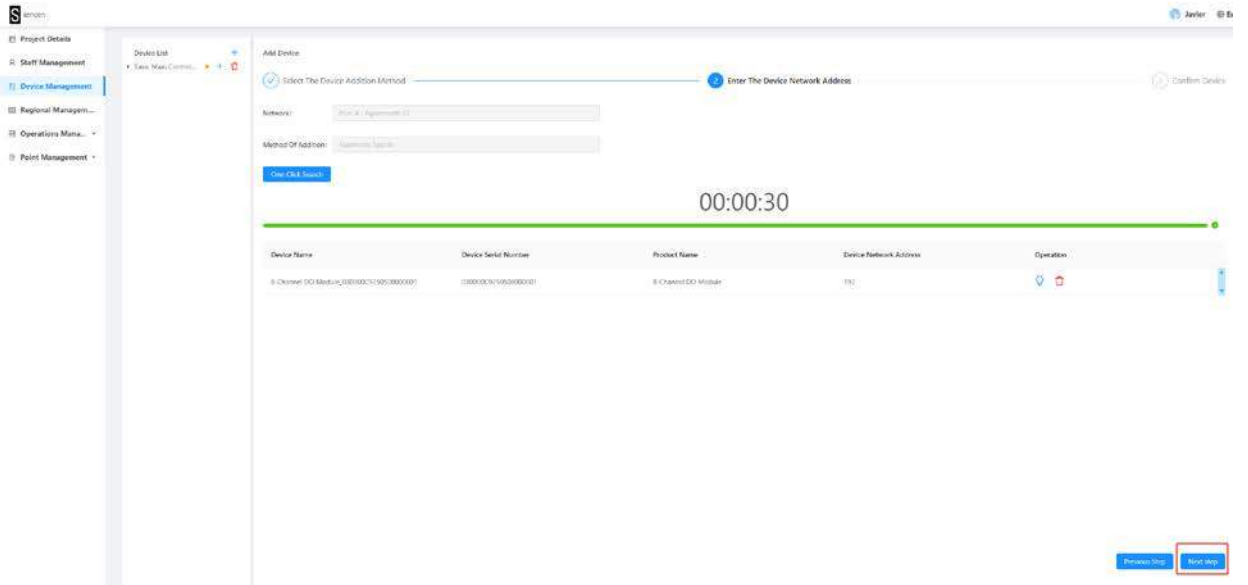 Javier
Project Details
Staff Management
Device Management
Regional Managem...
Operations Mana...
Point Management
Device List
Add Device
Select The Device Addition Method
2 Enter The Device Network Address
Confirm Device
Network:
Method Of Addition:
One Click Search
00:00:30
Device Name Device Serial Number Product Name Device Network Address Operation
8-Channel DO Module 192
Previous Step Next step